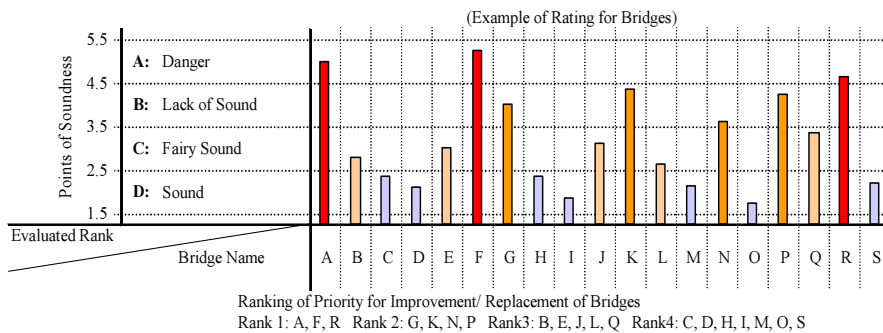 (Example of Rating for Bridges)
Points of Soundness
5.5
4.5
3.5
2.5
1.5
A: Danger
B: Lack of Sound
C: Fairy Sound
D: Sound
Evaluated Rank
Bridge Name
A B C D E F G H I J K L M N O P Q R S
Ranking of Priority for Improvement/ Replacement of Bridges
Rank 1: A, F, R Rank 2: G, K, N, P Rank3: B, E, J, L, Q Rank4: C, D, H, I, M, O, S